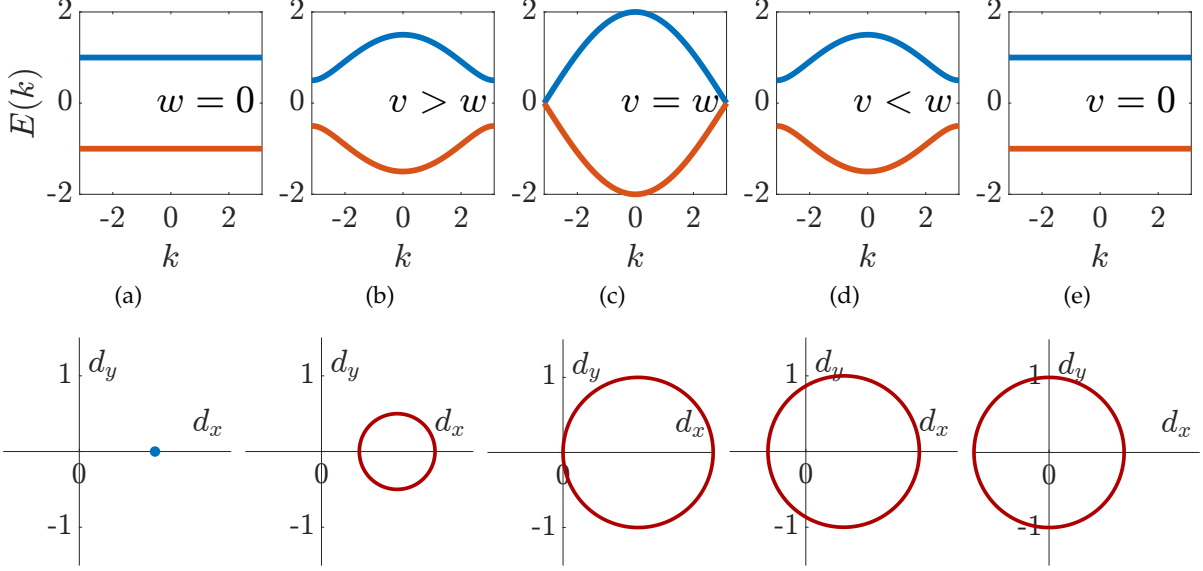 2 2 2 2 2
E(k)
0 0 0 0 0
w = 0 v > w v = w v < w v = 0
-2 -2 -2 -2 -2
-2 0 2 -2 0 2 -2 0 2 -2 0 2 -2 0 2
k k k k k
(a) (b) (c) (d) (e)
1 d_y 1 d_y 1 d_y 1 d_y 1 d_y
d_x d_x d_x d_x d_x
0 0 0 0 0
-1 -1 -1 -1 -1